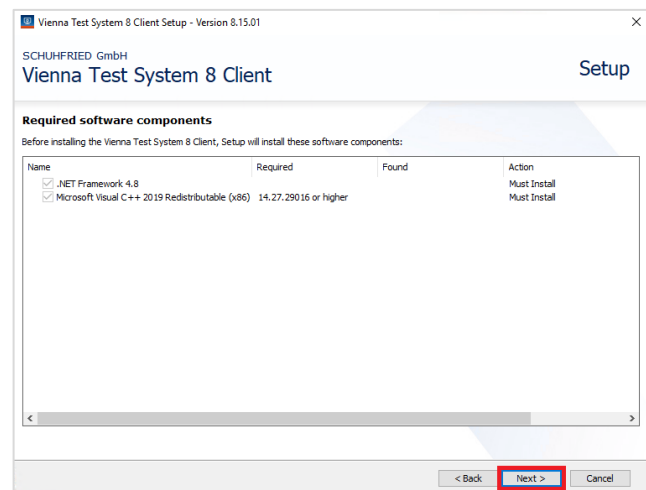 Vienna Test System 8 Client Setup - Version 8.15.01
SCHUHFRIED GmbH
Vienna Test System 8 Client
Setup
Required software components
Before installing the Vienna Test System 8 Client, Setup will install these software components:
Name Required Found Action
.NET Framework 4.8 Must Install
Microsoft Visual C++ 2019 Redistributable (x86) 14.27.29016 or higher Must Install
< Back Next > Cancel